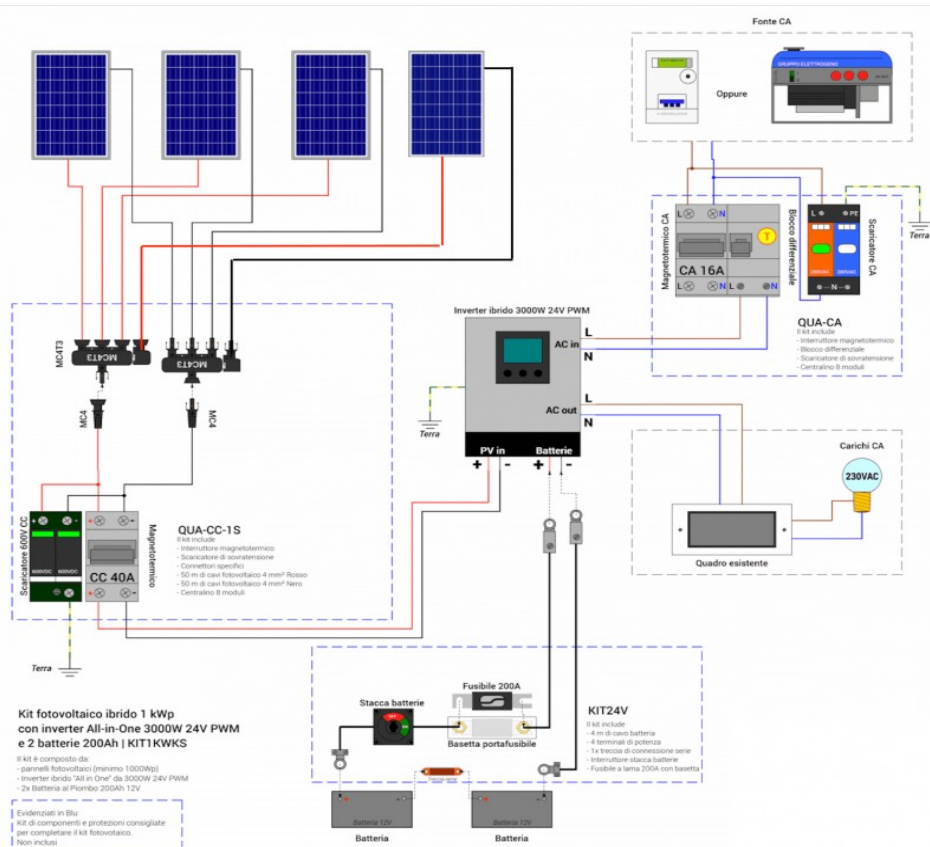 Fonte CA
GRUPPO ELETTROGENO
Oppure
L N
L PE
Magnetotermico CA
Blocco differenziale
Scaricatore CA
T
CA 16A
L N L N
N
Terra
QUA-CA
Il kit include
- Interruttore magnetotermico
- Blocco differenziale
- Scaricatore di sovratensione
- Centralino 8 moduli
MC4T3
MC4T3
MC4T3
MC4
MC4
Inverter ibrido 3000W 24V PWM
AC in
L
N
AC out
L
N
PV in
Batterie
+ - + -
Terra
Carichi CA
230VAC
Quadro esistente
Scaricatore 600V CC
600VDC 600VDC
CC 40A
Magnetotermico
QUA-CC-1S
Il kit include
- Interruttore magnetotermico
- Scaricatore di sovratensione
- Connettori specifici
- 50 m di cavi fotovoltaico 4 mm² Rosso
- 50 m di cavi fotovoltaico 4 mm² Nero
- Centralino 8 moduli
Terra
Stacca batterie
Fusibile 200A
Basetta portafusibile
KIT24V
Il kit include
- 4 m di cavo batteria
- 4 terminali di potenza
- 1x treccia di connessione serie
- Interruttore stacca batterie
- Fusibile a lama 200A con basetta
Batteria 12V
Batteria 12V
Batteria
Batteria
Kit fotovoltaico ibrido 1 kWp
con inverter All-in-One 3000W 24V PWM
e 2 batterie 200Ah | KIT1KWKS
Il kit è composto da:
- pannelli fotovoltaici (minimo 1000Wp)
- Inverter ibrido "All in One" da 3000W 24V PWM
- 2x Batteria al Piombo 200Ah 12V
Evidenziati in Blu:
Kit di componenti e protezioni consigliate
per completare il kit fotovoltaico.
Non inclusi